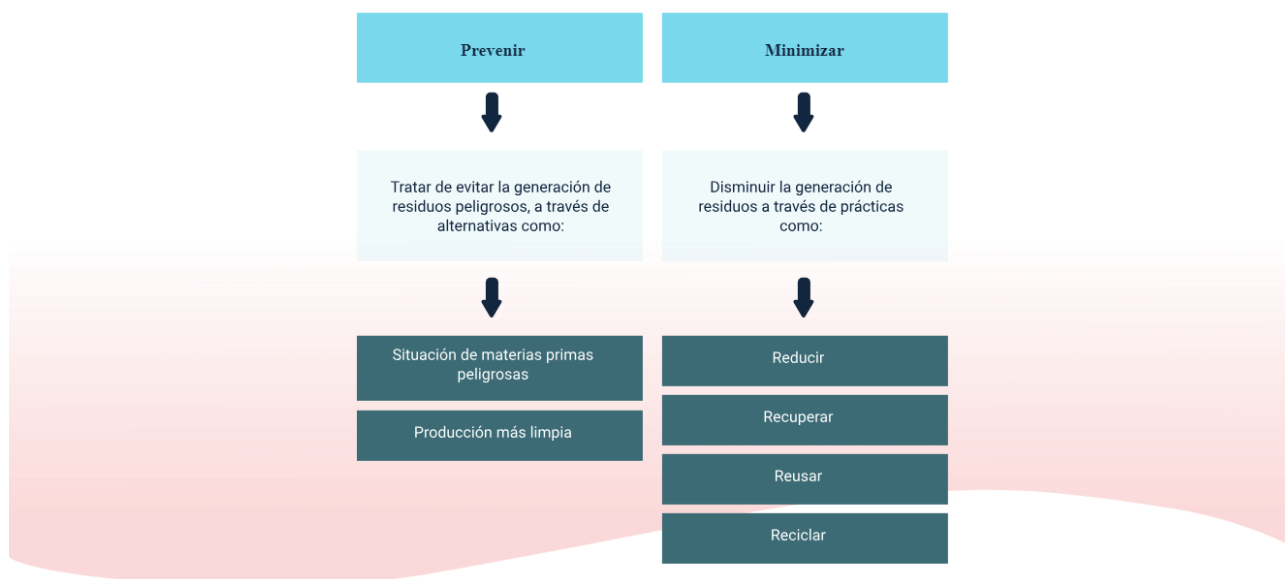 Prevenir
Tratar de evitar la generación de
residuos peligrosos, a través de
alternativas como:
Situación de materias primas
peligrosas
Producción más limpia
Minimizar
Disminuir la generación de
residuos a través de prácticas
como:
Reducir
Recuperar
Reusar
Reciclar